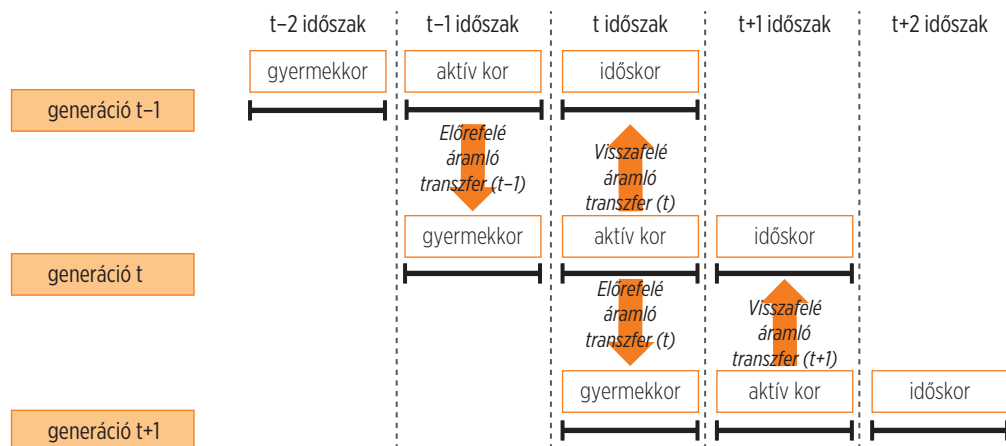 t–2 időszak
t–1 időszak
t időszak
t+1 időszak
t+2 időszak
gyermekkor
aktív kor
időskor
generáció t–1
Előrefelé
áramló
transzfer (t–1)
Visszafelé
áramló
transzfer (t)
gyermekkor
aktív kor
időskor
generáció t
Előrefelé
áramló
transzfer (t)
Visszafelé
áramló
transzfer (t+1)
gyermekkor
aktív kor
időskor
generáció t+1